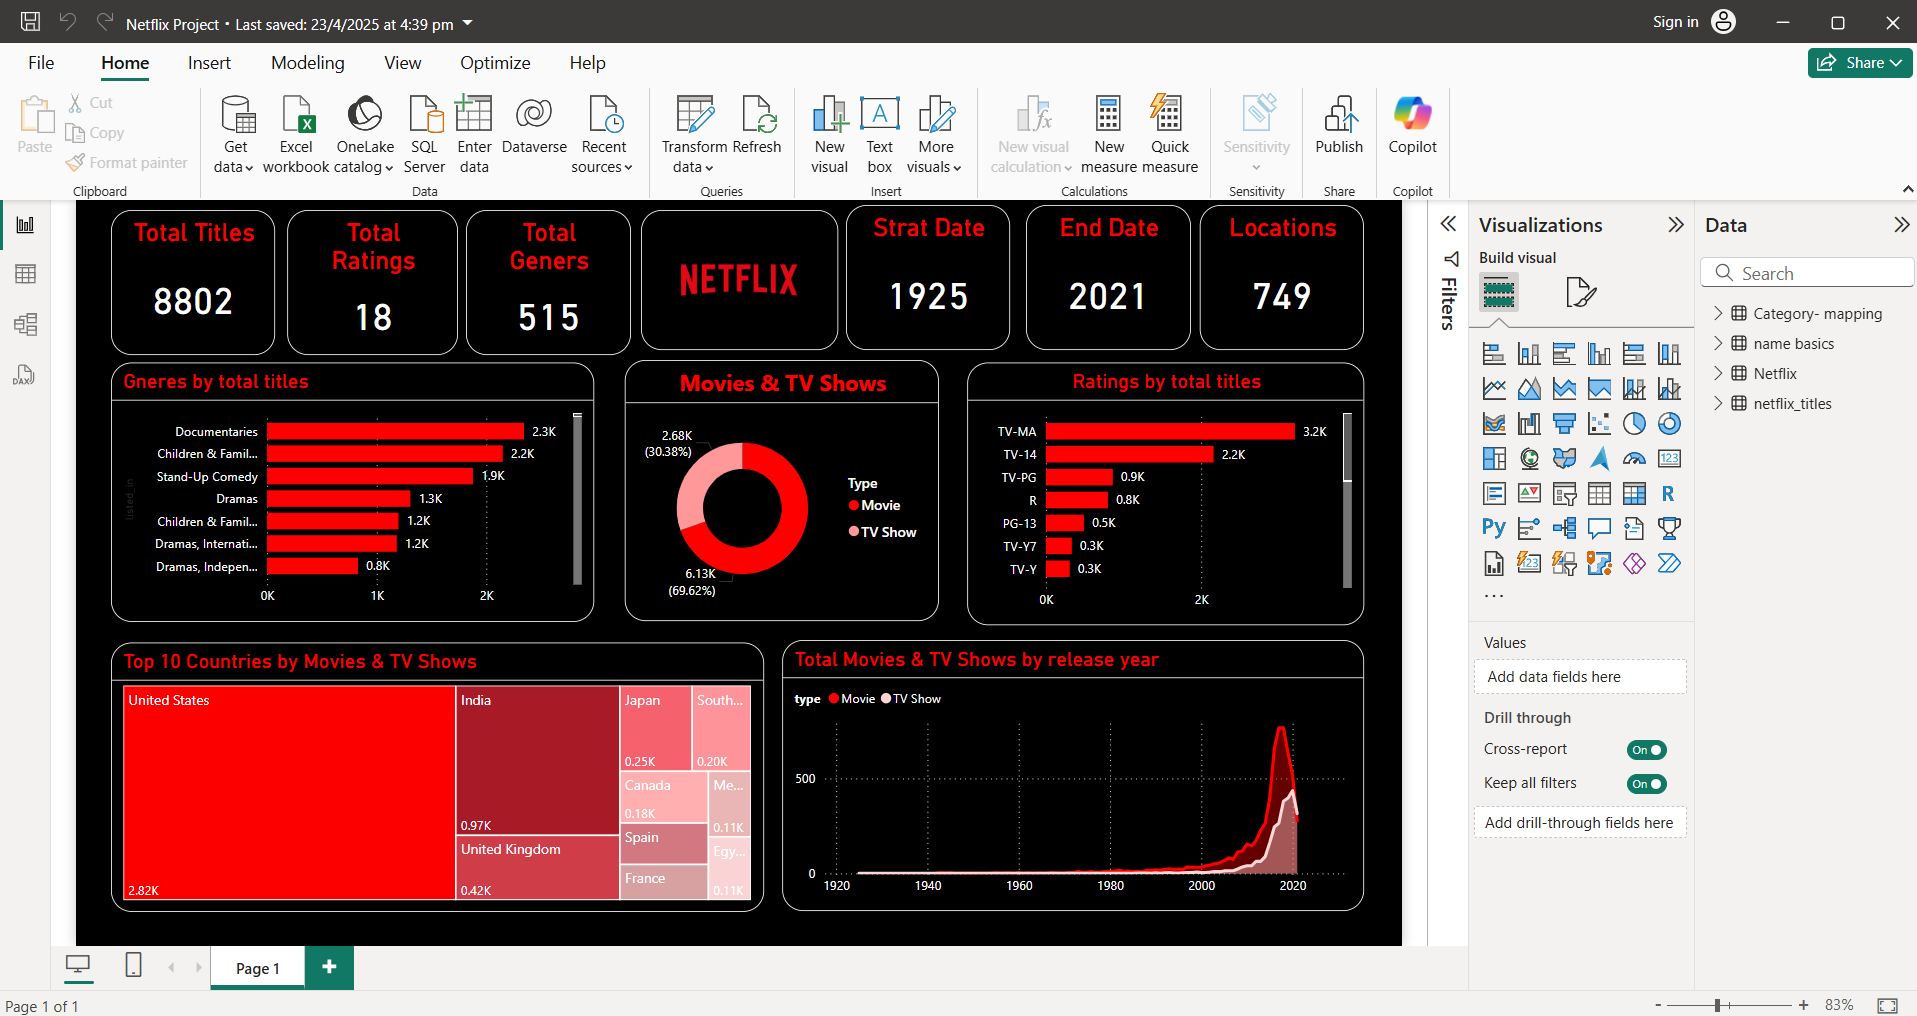 Netflix Project • Last saved: 23/4/2025 at 4:39 pm
Sign in
File Home Insert Modeling View Optimize Help
Share
Paste
Cut
Copy
Format painter
Clipboard
Get data
Excel workbook
OneLake catalog
SQL Server
Enter data
Dataverse
Recent sources
Data
Transform data
Refresh
Queries
New visual
Text box
More visuals
Insert
New visual calculation
New measure
Quick measure
Calculations
Sensitivity
Sensitivity
Publish
Share
Copilot
Copilot
Total Titles
8802
Total Ratings
18
Total Geners
515
NETFLIX
Strat Date
1925
End Date
2021
Locations
749
Gneres by total titles
listed_in
Documentaries 2.3K
Children & Famil... 2.2K
Stand-Up Comedy 1.9K
Dramas 1.3K
Children & Famil... 1.2K
Dramas, Internati... 1.2K
Dramas, Indepen... 0.8K
0K 1K 2K
Movies & TV Shows
2.68K
(30.38%)
6.13K
(69.62%)
Type
Movie
TV Show
Ratings by total titles
TV-MA 3.2K
TV-14 2.2K
TV-PG 0.9K
R 0.8K
PG-13 0.5K
TV-Y7 0.3K
TV-Y 0.3K
0K 2K
Top 10 Countries by Movies & TV Shows
United States
2.82K
India
0.97K
United Kingdom
0.42K
Japan
0.25K
South...
0.20K
Canada
0.18K
Me...
0.11K
Spain
France
Egy...
0.11K
Total Movies & TV Shows by release year
type Movie TV Show
500
0
1920 1940 1960 1980 2000 2020
Filters
Visualizations
Build visual
123
R
Py
123
...
Values
Add data fields here
Drill through
Cross-report On
Keep all filters On
Add drill-through fields here
Data
Search
Category- mapping
name basics
Netflix
netflix_titles
DAX
Page 1
Page 1 of 1
- + 83%